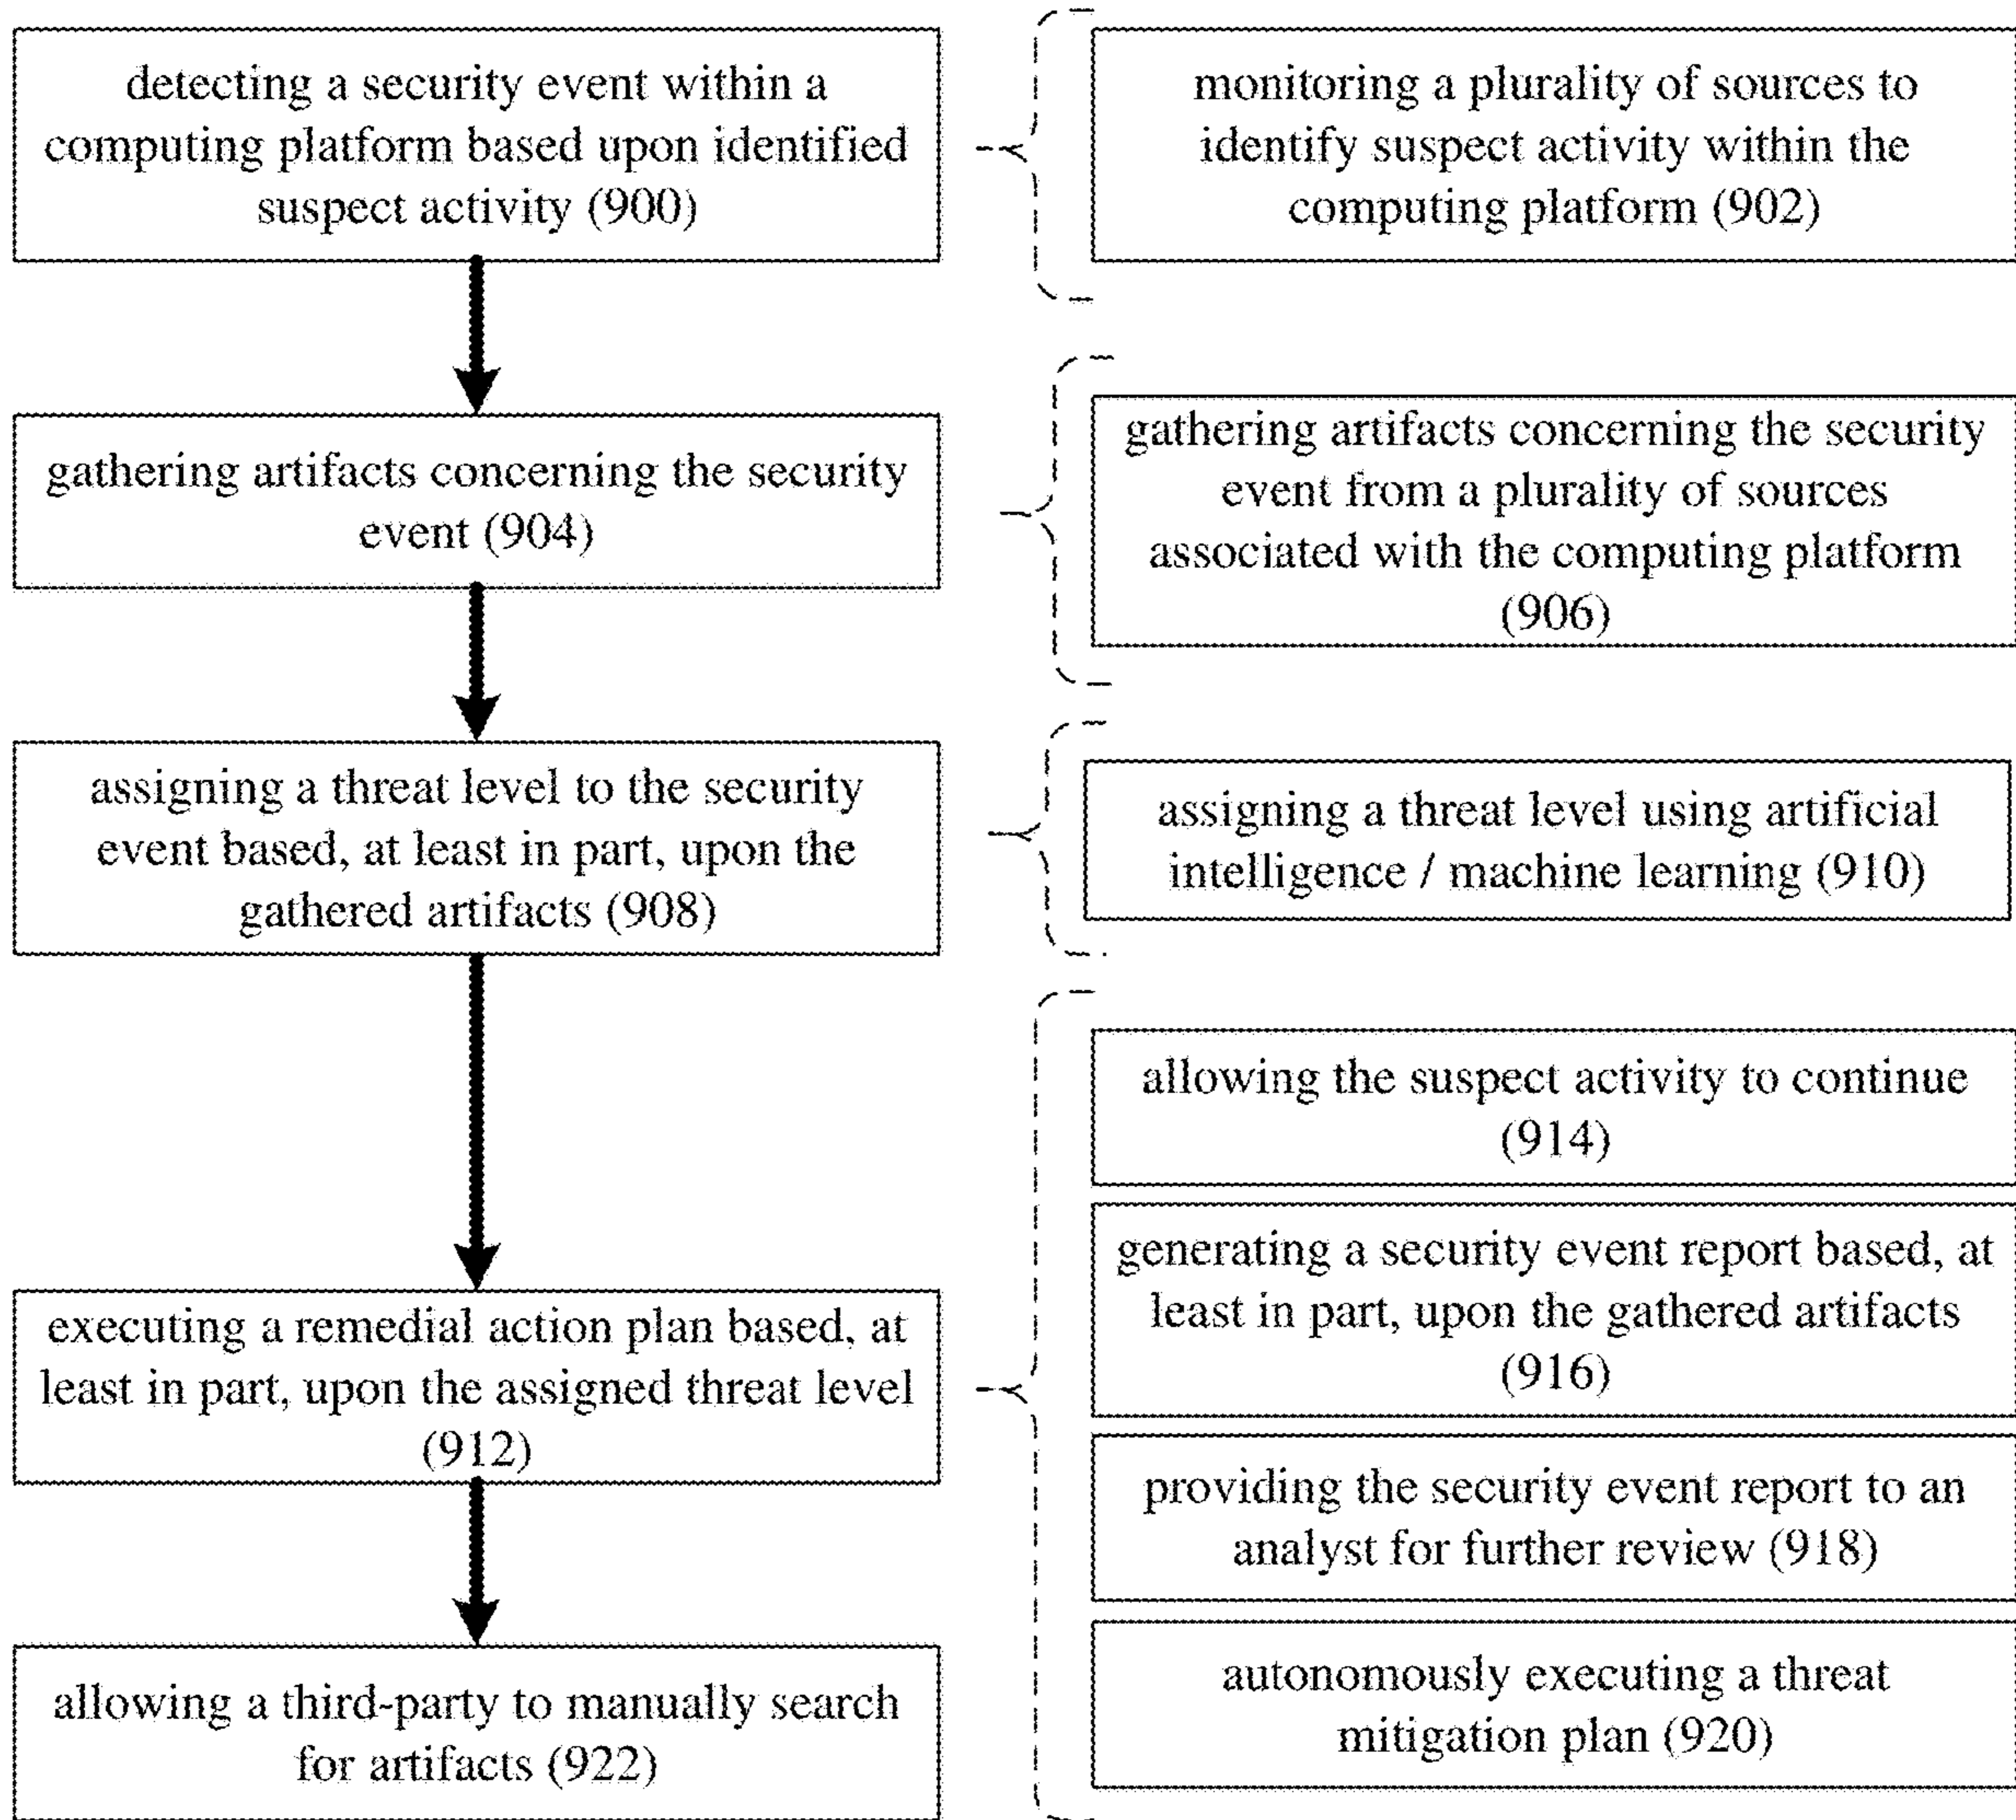 detecting a security event within a
computing platform based upon identified
suspect activity (900)
monitoring a plurality of sources to
identify suspect activity within the
computing platform (902)
gathering artifacts concerning the security
event (904)
gathering artifacts concerning the security
event from a plurality of sources
associated with the computing platform
(906)
assigning a threat level to the security
event based, at least in part, upon the
gathered artifacts (908)
assigning a threat level using artificial
intelligence / machine learning (910)
executing a remedial action plan based, at
least in part, upon the assigned threat level
(912)
allowing the suspect activity to continue
(914)
generating a security event report based, at
least in part, upon the gathered artifacts
(916)
providing the security event report to an
analyst for further review (918)
autonomously executing a threat
mitigation plan (920)
allowing a third-party to manually search
for artifacts (922)